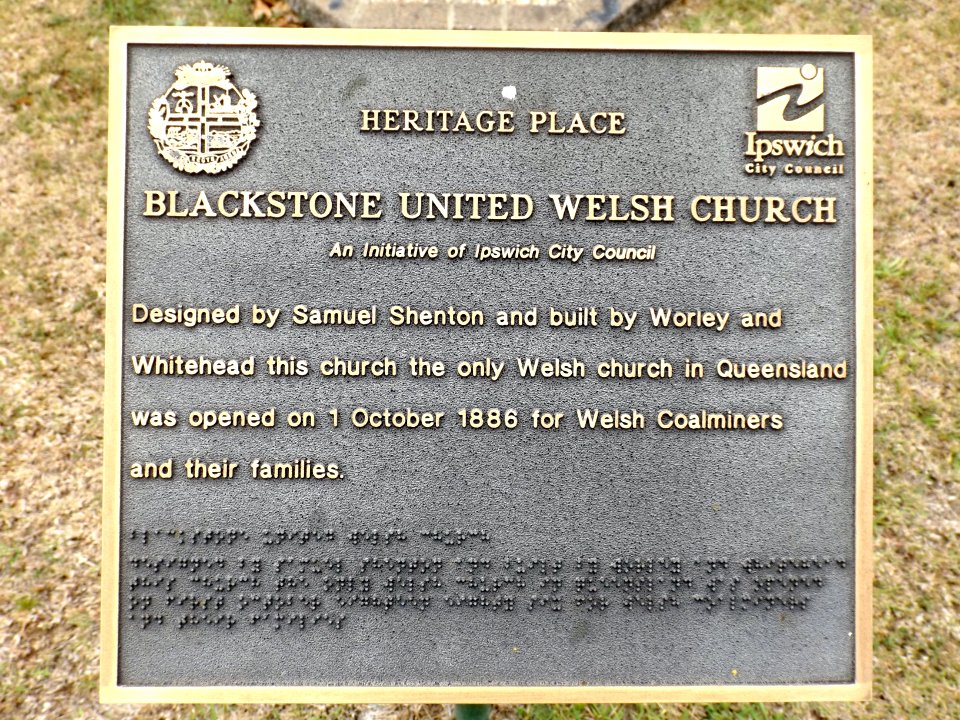 HERITAGE PLACE
Ipswich
City Council
BLACKSTONE UNITED WELSH CHURCH
An Initiative of Ipswich City Council
Designed by Samuel Shenton and built by Worley and
Whitehead this church the only Welsh church in Queensland
was opened on 1 October 1886 for Welsh Coalminers
and their families.